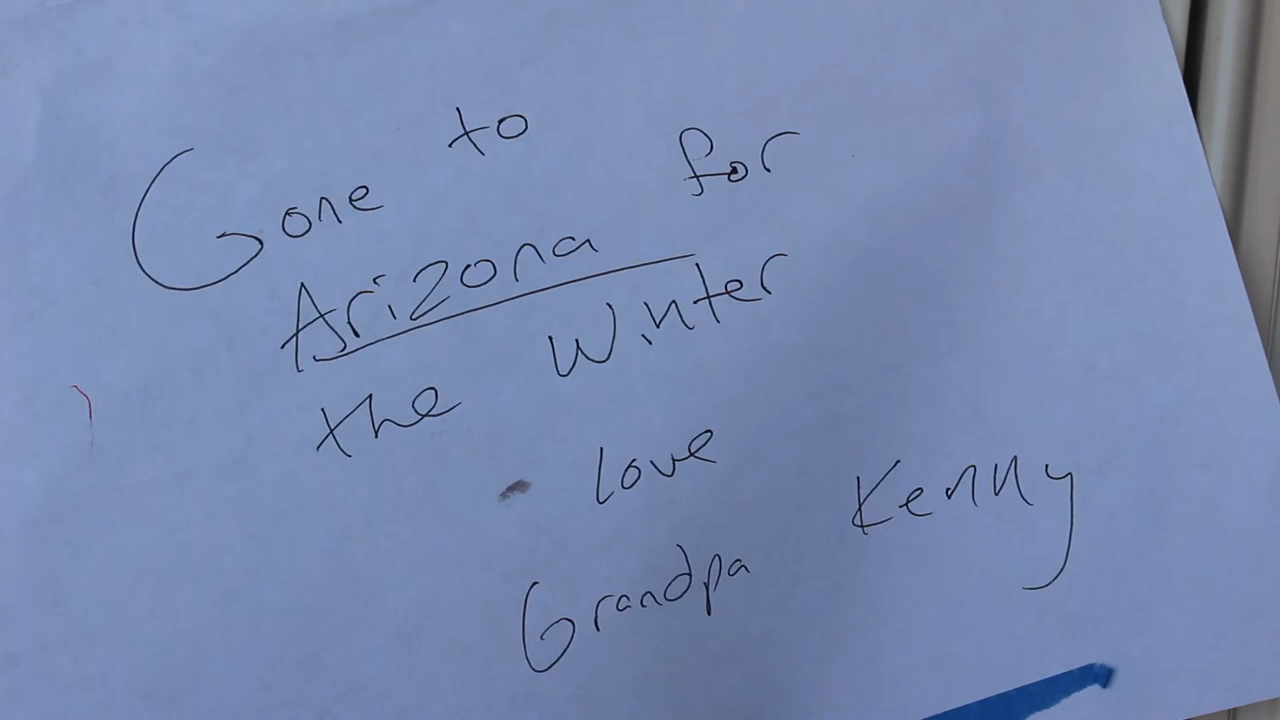 Gone to for
Arizona
the Winter
love
Grandpa Kenny